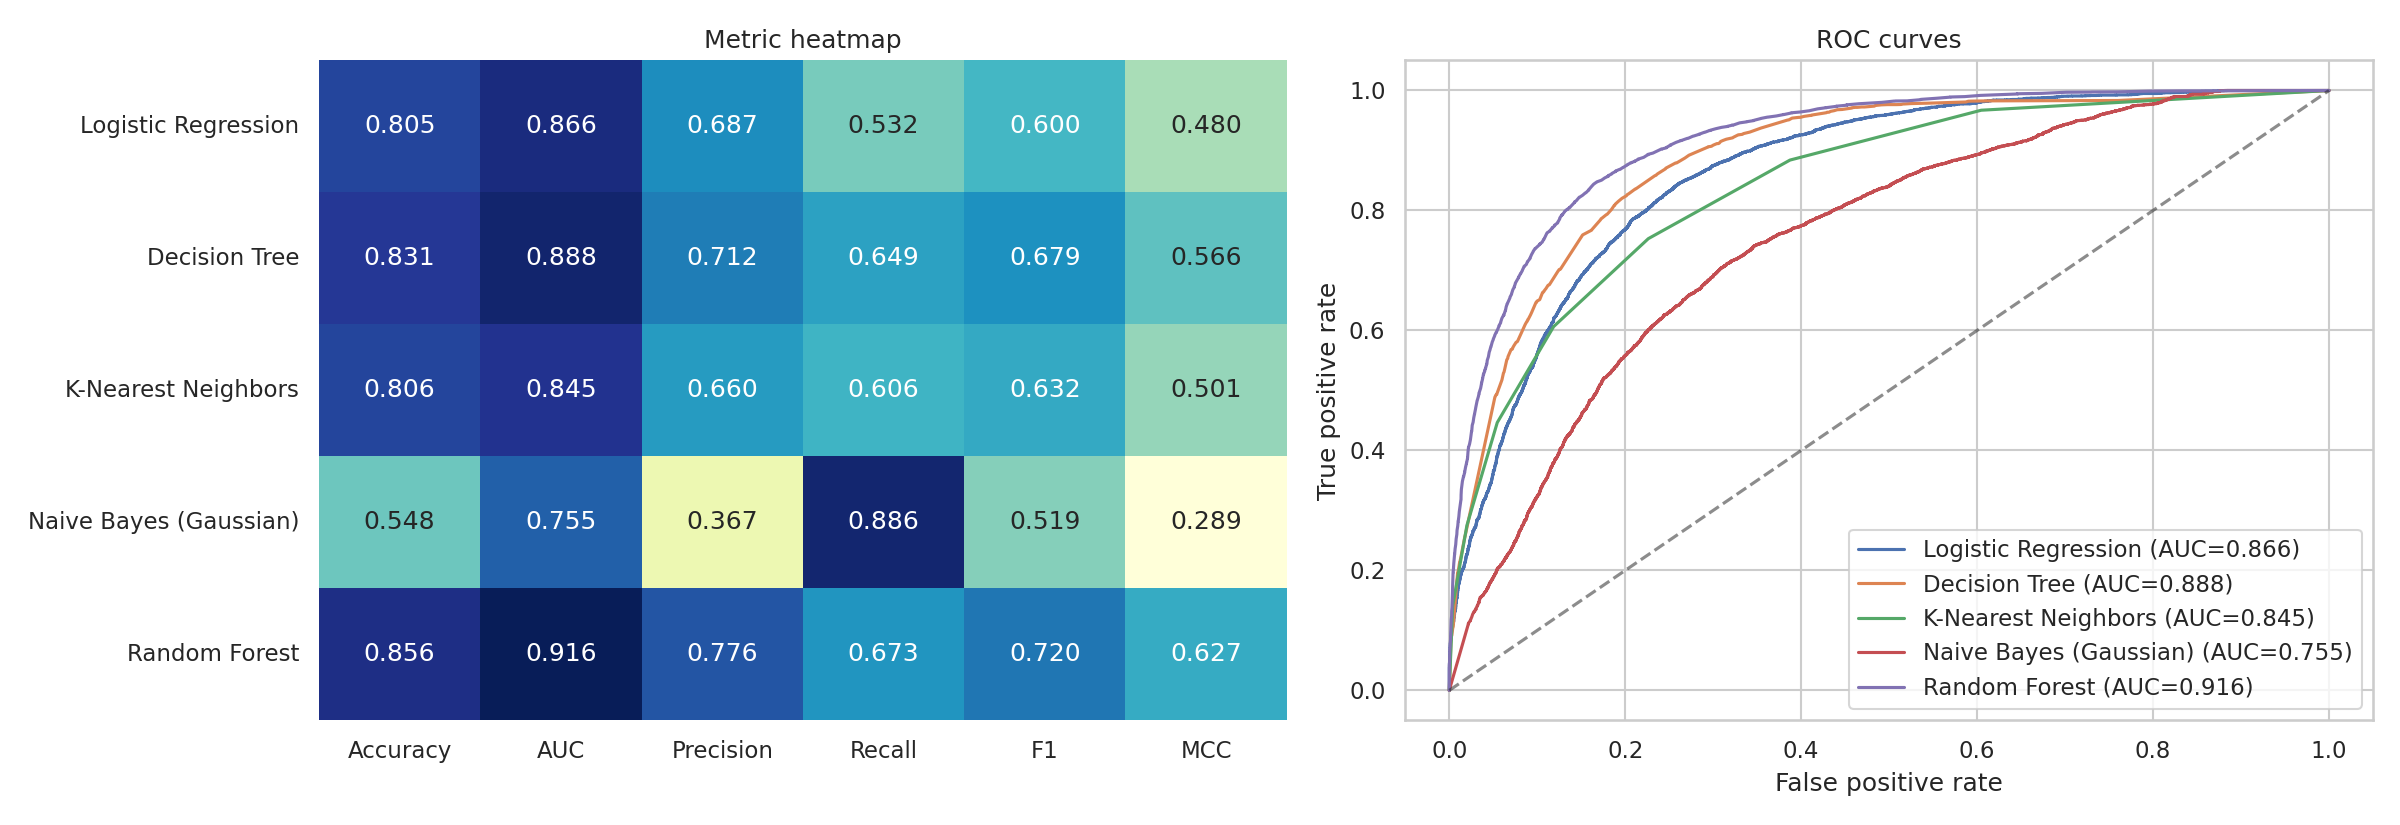 Metric heatmap
Logistic Regression 0.805 0.866 0.687 0.532 0.600 0.480
Decision Tree 0.831 0.888 0.712 0.649 0.679 0.566
K-Nearest Neighbors 0.806 0.845 0.660 0.606 0.632 0.501
Naive Bayes (Gaussian) 0.548 0.755 0.367 0.886 0.519 0.289
Random Forest 0.856 0.916 0.776 0.673 0.720 0.627
Accuracy AUC Precision Recall F1 MCC
ROC curves
True positive rate
1.0
0.8
0.6
0.4
0.2
0.0
Logistic Regression (AUC=0.866)
Decision Tree (AUC=0.888)
K-Nearest Neighbors (AUC=0.845)
Naive Bayes (Gaussian) (AUC=0.755)
Random Forest (AUC=0.916)
0.0 0.2 0.4 0.6 0.8 1.0
False positive rate